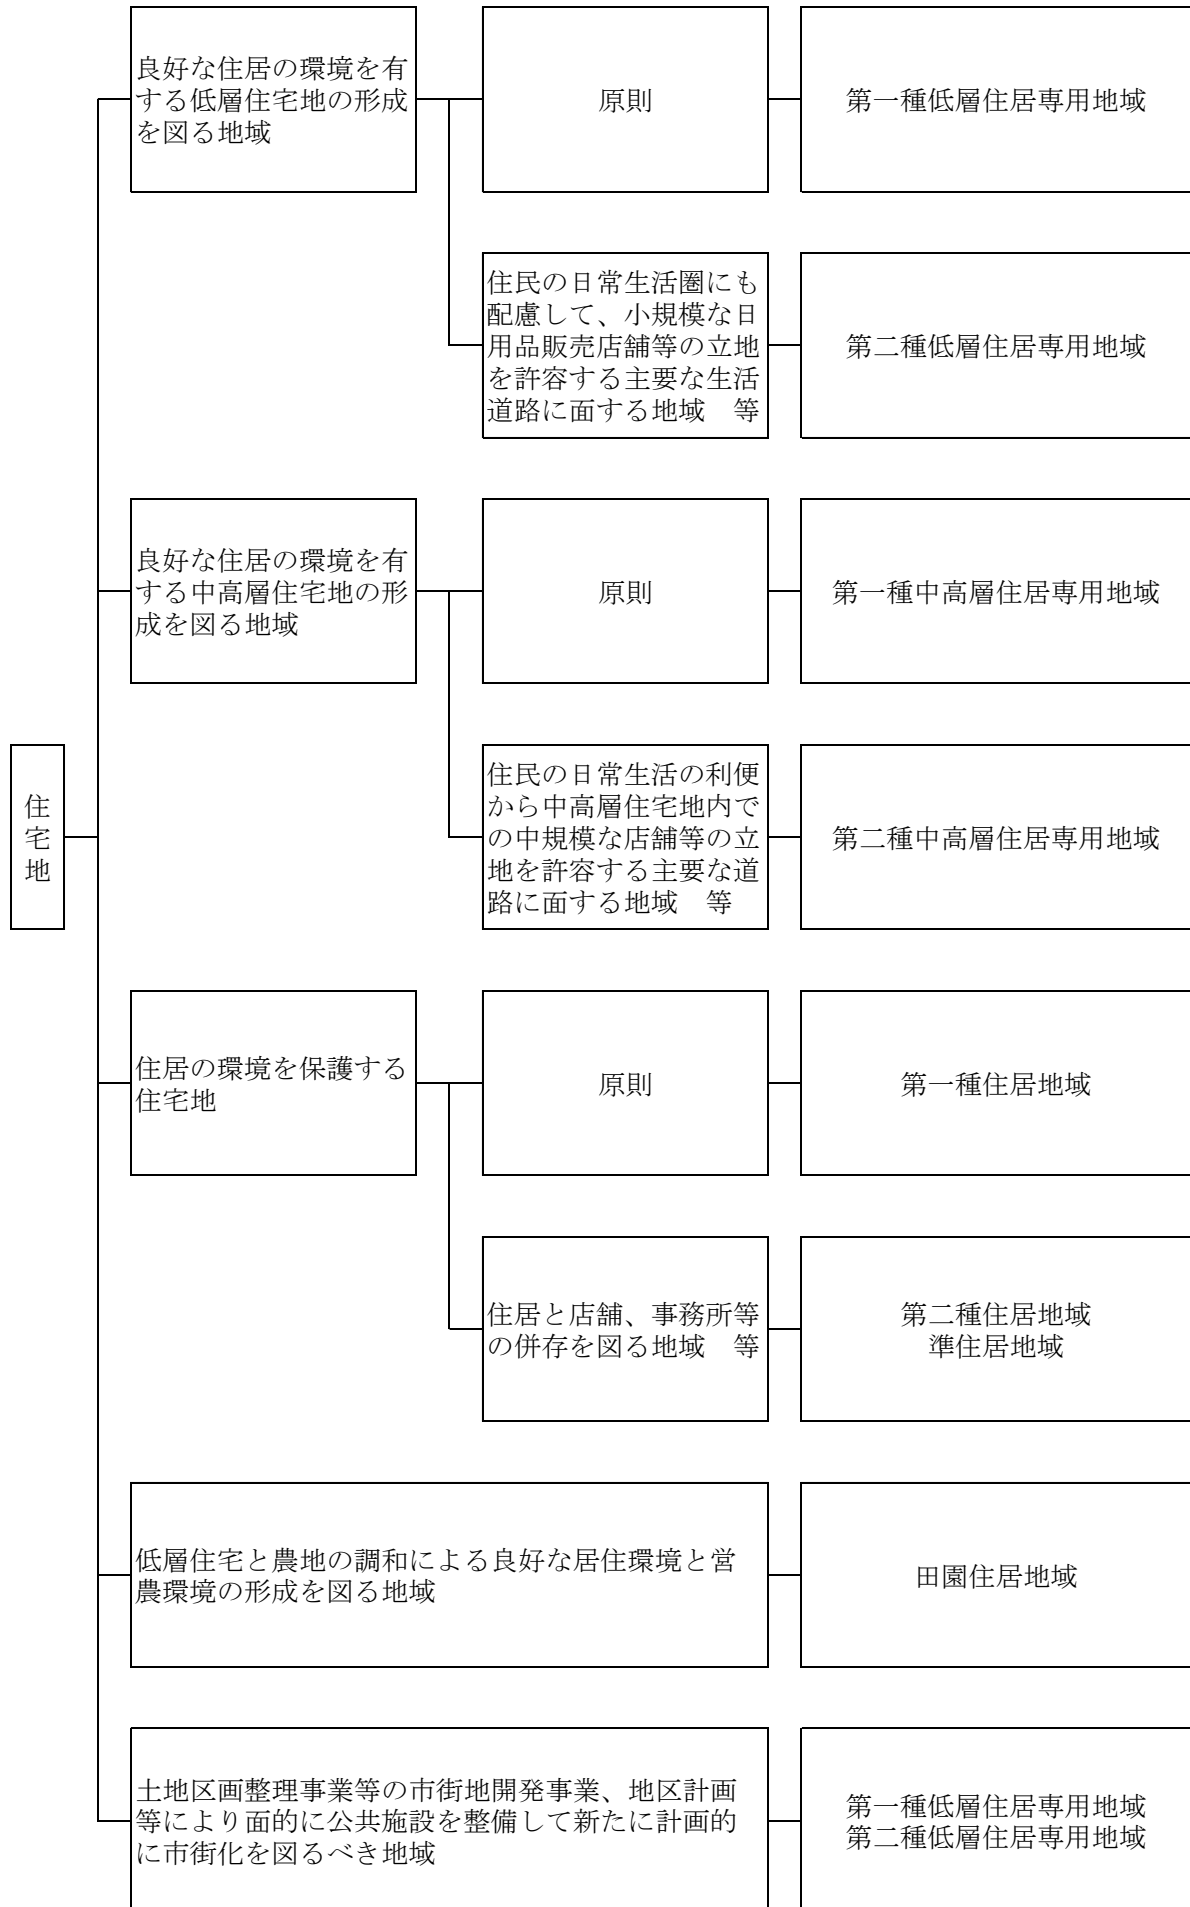 良好な住居の環境を有
する低層住宅地の形成
を図る地域
原則
第一種低層住居専用地域
住民の日常生活圏にも
配慮して、小規模な日
用品販売店舗等の立地
を許容する主要な生活
道路に面する地域　等
第二種低層住居専用地域
良好な住居の環境を有
する中高層住宅地の形
成を図る地域
原則
第一種中高層住居専用地域
住宅地
住民の日常生活の利便
から中高層住宅地内で
の中規模な店舗等の立
地を許容する主要な道
路に面する地域　等
第二種中高層住居専用地域
住居の環境を保護する
住宅地
原則
第一種住居地域
住居と店舗、事務所等
の併存を図る地域　等
第二種住居地域
準住居地域
低層住宅と農地の調和による良好な居住環境と営
農環境の形成を図る地域
田園住居地域
土地区画整理事業等の市街地開発事業、地区計画
等により面的に公共施設を整備して新たに計画的
に市街化を図るべき地域
第一種低層住居専用地域
第二種低層住居専用地域